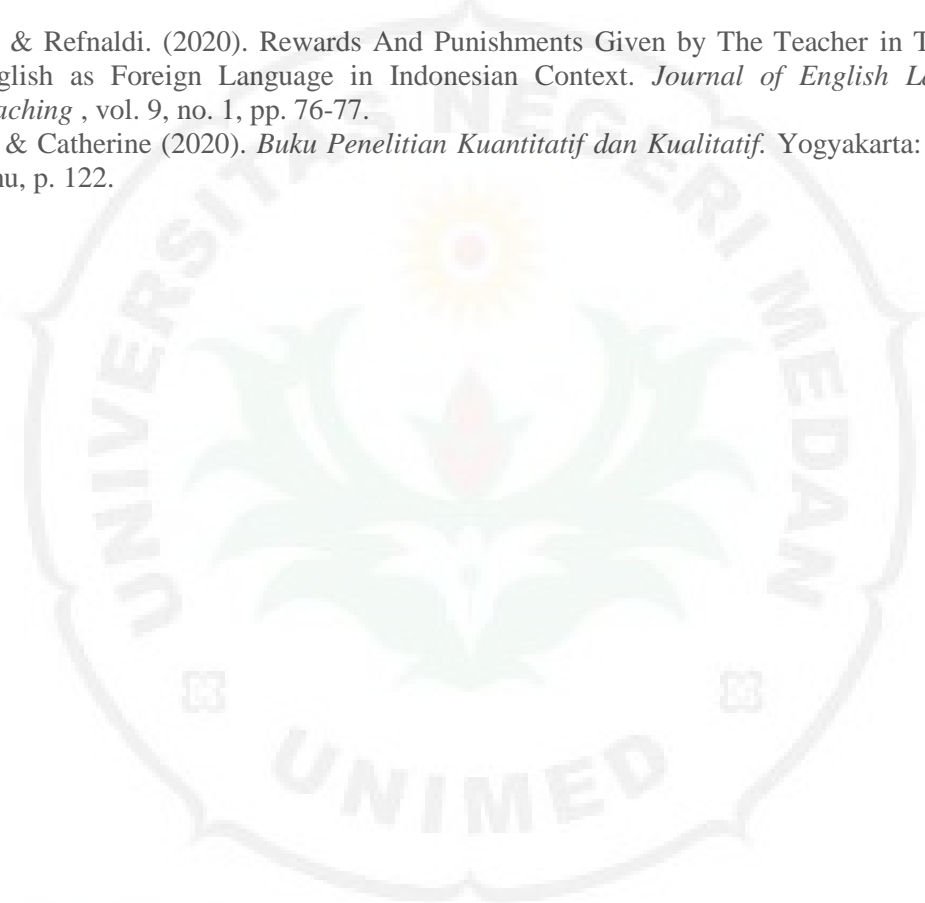 & Refnaldi. (2020). Rewards And Punishments Given by The Teacher in T
glish as Foreign Language in Indonesian Context. Journal of English La
aching , vol. 9, no. 1, pp. 76-77.
& Catherine (2020). Buku Penelitian Kuantitatif dan Kualitatif. Yogyakarta:
nu, p. 122.
UNIVERSITAS NEGERI MEDAN
UNIMED